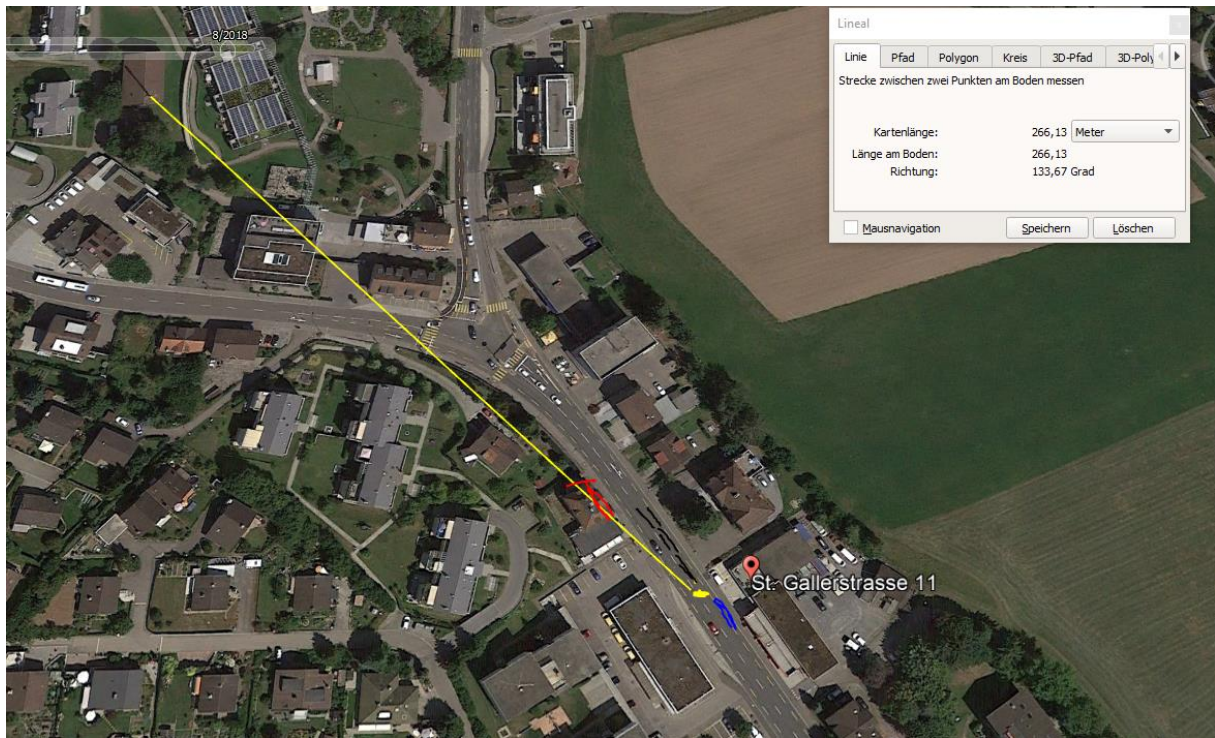 8/2018
Lineal
Linie Pfad Polygon Kreis 3D-Pfad 3D-Poly
Strecke zwischen zwei Punkten am Boden messen
Kartenlänge: 266,13 Meter
Länge am Boden: 266,13
Richtung: 133,67 Grad
Mausnavigation Speichern Löschen
St. Gallerstrasse 11